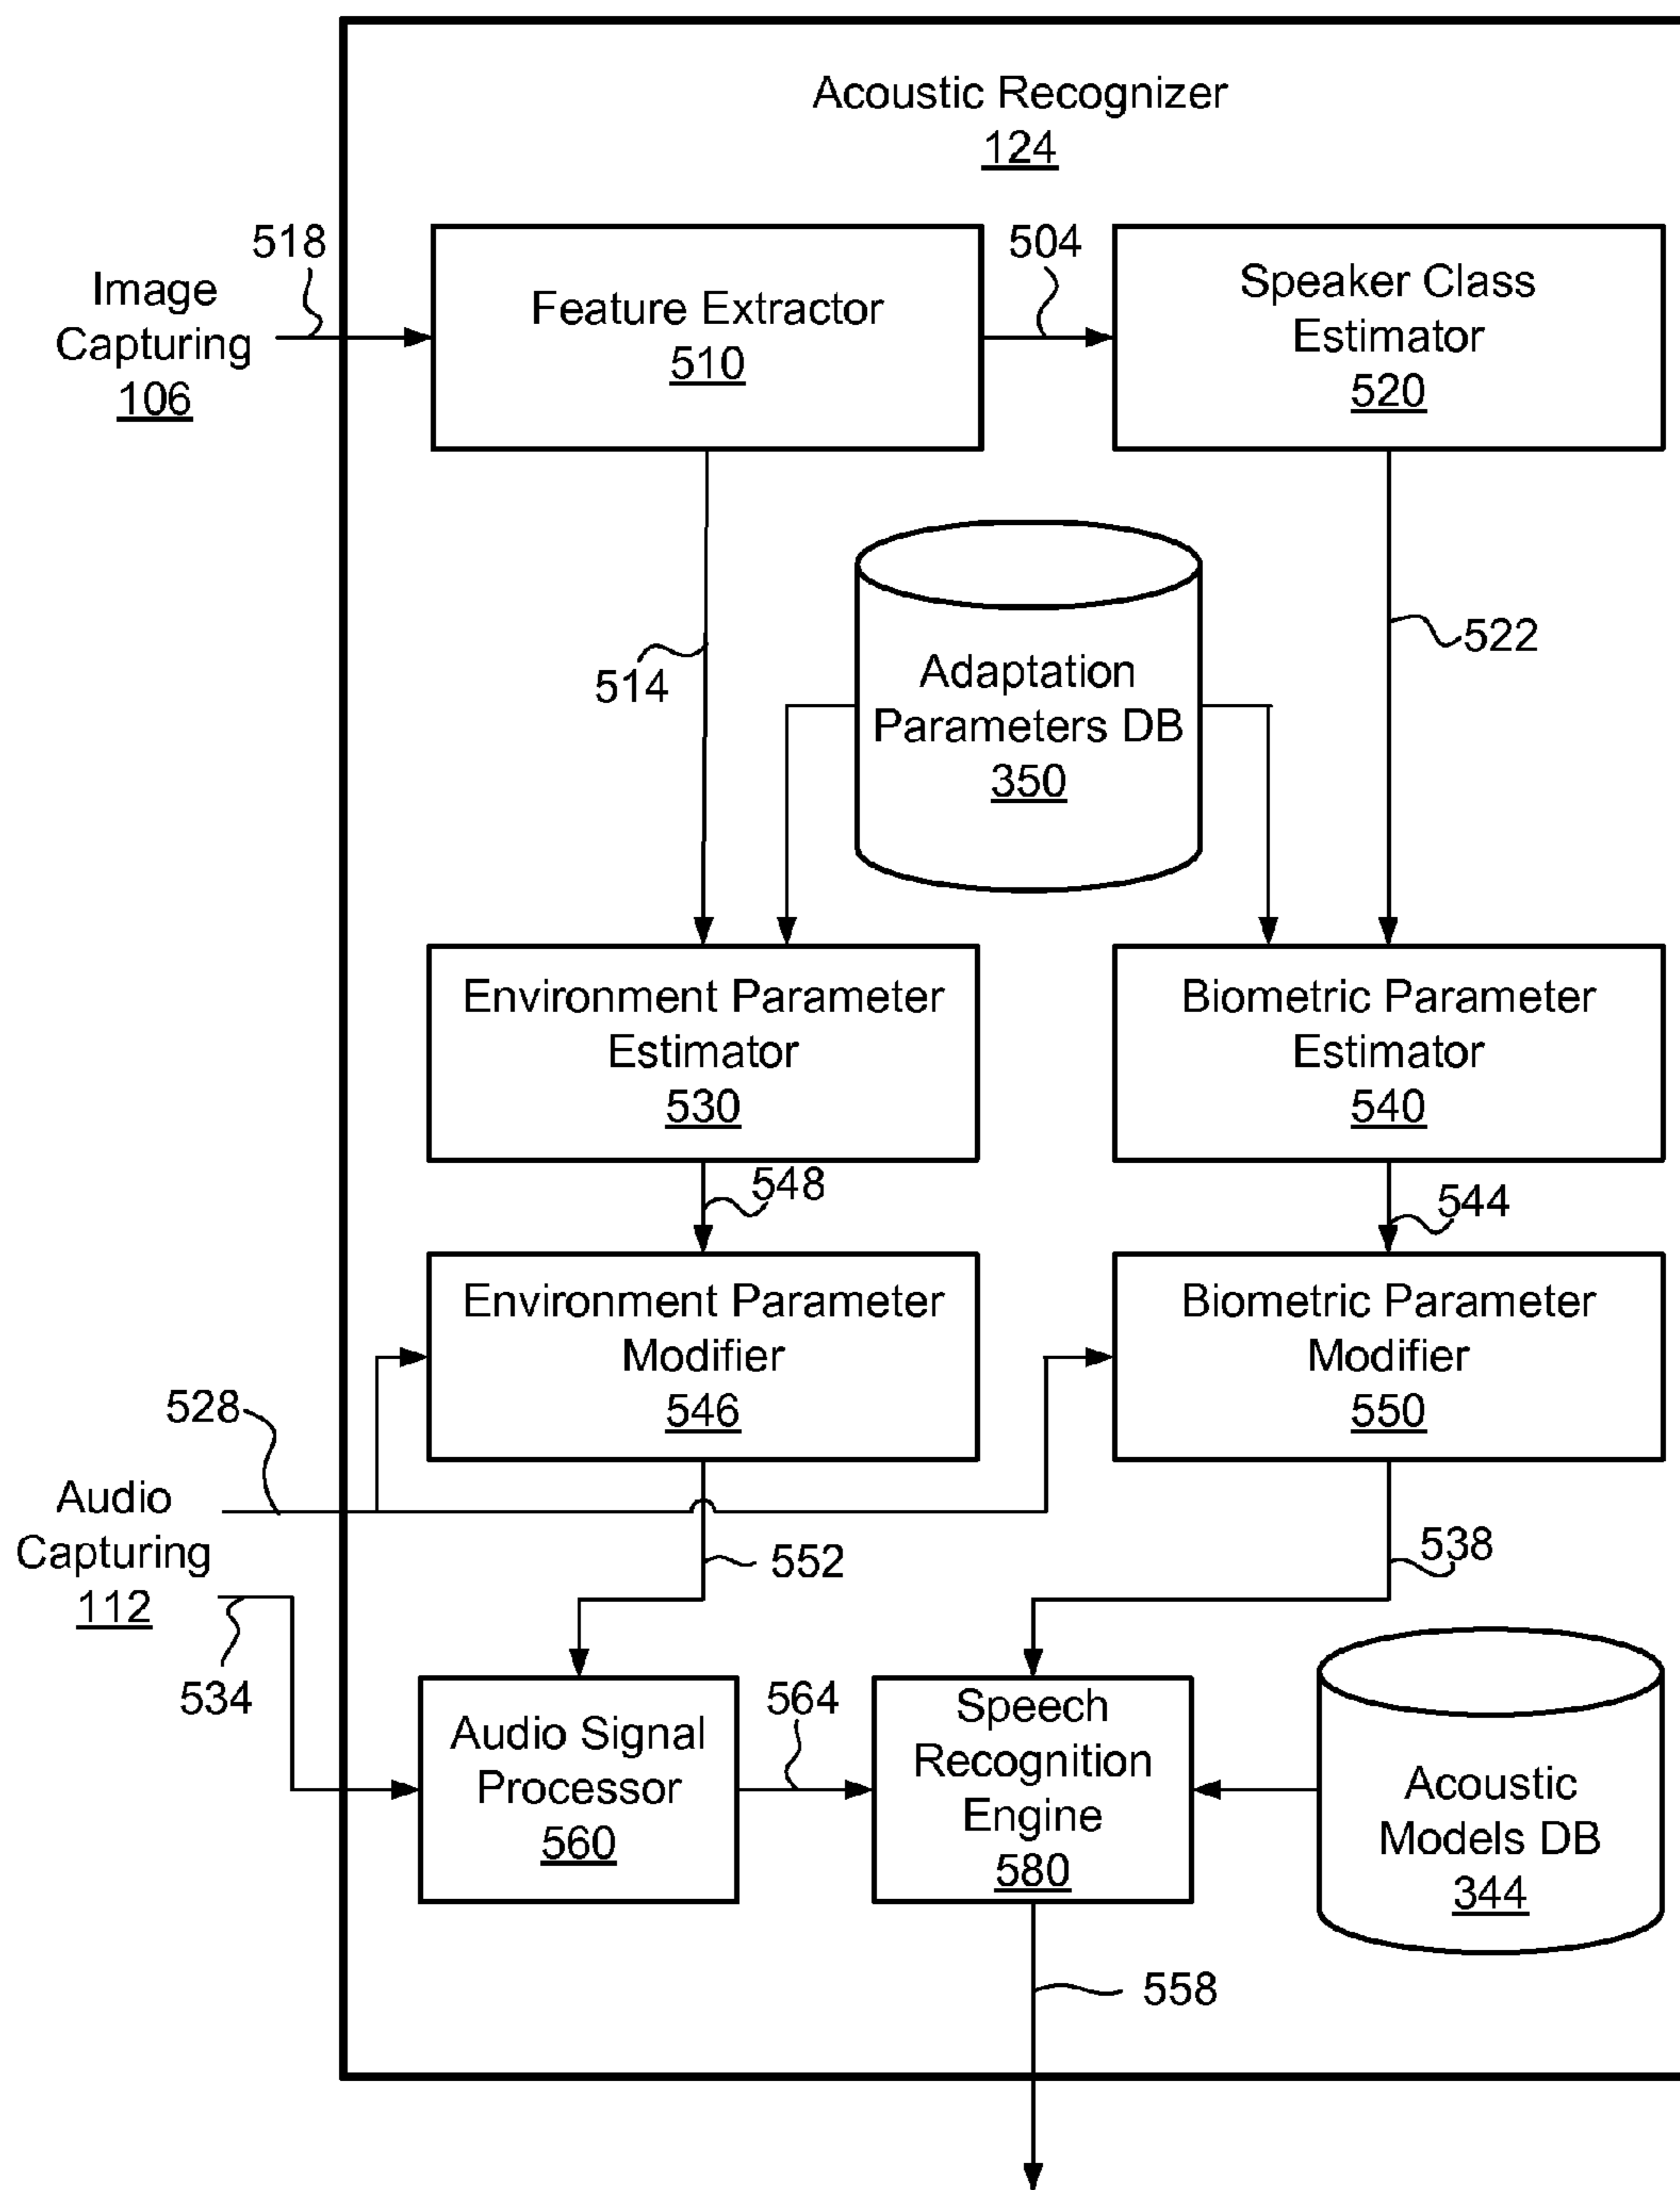 Acoustic Recognizer
124
518
504
Image
Capturing
106
Feature Extractor
510
Speaker Class
Estimator
520
514
522
Adaptation
Parameters DB
350
Environment Parameter
Estimator
530
Biometric Parameter
Estimator
540
548
544
Environment Parameter
Modifier
546
Biometric Parameter
Modifier
550
528
Audio
Capturing
112
552
538
534
564
Audio Signal
Processor
560
Speech
Recognition
Engine
580
Acoustic
Models DB
344
558